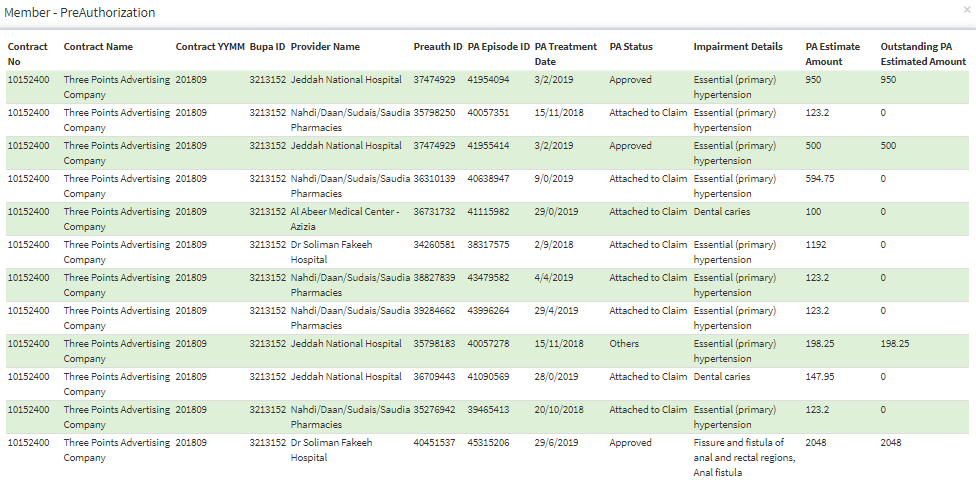 Member - PreAuthorization
×
Contract Contract Name Contract YYMM Bupa ID Provider Name Preauth ID PA Episode ID PA Treatment PA Status Impairment Details PA Estimate Outstanding PA
No Date Amount Estimated Amount
10152400 Three Points Advertising 201809 3213152 Jeddah National Hospital 37474929 41954094 3/2/2019 Approved Essential (primary) 950 950
Company hypertension
10152400 Three Points Advertising 201809 3213152 Nahdi/Daan/Sudais/Saudia 35798250 40057351 15/11/2018 Attached to Claim Essential (primary) 123.2 0
Company Pharmacies hypertension
10152400 Three Points Advertising 201809 3213152 Jeddah National Hospital 37474929 41955414 3/2/2019 Approved Essential (primary) 500 500
Company hypertension
10152400 Three Points Advertising 201809 3213152 Nahdi/Daan/Sudais/Saudia 36310139 40638947 9/0/2019 Attached to Claim Essential (primary) 594.75 0
Company Pharmacies hypertension
10152400 Three Points Advertising 201809 3213152 Al Abeer Medical Center - 36731732 41115982 29/0/2019 Attached to Claim Dental caries 100 0
Company Azizia
10152400 Three Points Advertising 201809 3213152 Dr Soliman Fakeeh 34260581 38317575 2/9/2018 Attached to Claim Essential (primary) 1192 0
Company Hospital hypertension
10152400 Three Points Advertising 201809 3213152 Nahdi/Daan/Sudais/Saudia 38827839 43479582 4/4/2019 Attached to Claim Essential (primary) 123.2 0
Company Pharmacies hypertension
10152400 Three Points Advertising 201809 3213152 Nahdi/Daan/Sudais/Saudia 39284662 43996264 29/4/2019 Attached to Claim Essential (primary) 123.2 0
Company Pharmacies hypertension
10152400 Three Points Advertising 201809 3213152 Jeddah National Hospital 35798183 40057278 15/11/2018 Others Essential (primary) 198.25 198.25
Company hypertension
10152400 Three Points Advertising 201809 3213152 Jeddah National Hospital 36709443 41090569 28/0/2019 Attached to Claim Dental caries 147.95 0
Company
10152400 Three Points Advertising 201809 3213152 Nahdi/Daan/Sudais/Saudia 35276942 39465413 20/10/2018 Attached to Claim Essential (primary) 123.2 0
Company Pharmacies hypertension
10152400 Three Points Advertising 201809 3213152 Dr Soliman Fakeeh 40451537 45315206 29/6/2019 Approved Fissure and fistula of 2048 2048
Company Hospital anal and rectal regions,
Anal fistula